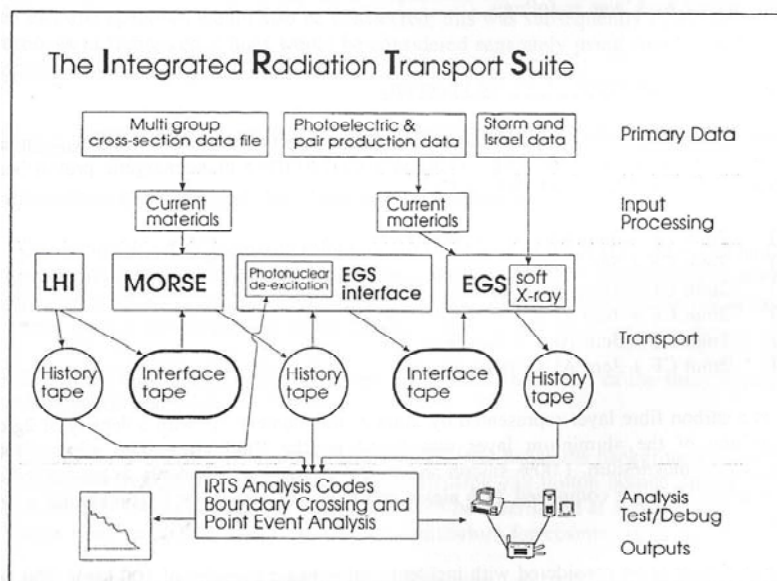 The Integrated Radiation Transport Suite
Multi group
cross-section data file
Photoelectric &
pair production data
Storm and
Israel data
Primary Data
Current
materials
Current
materials
Input
Processing
LHI
MORSE
Photonuclear
de-excitation
EGS
interface
EGS
soft
X-ray
Transport
History
tape
Interface
tape
History
tape
Interface
tape
History
tape
IRTS Analysis Codes
Boundary Crossing and
Point Event Analysis
Analysis
Test/Debug
Outputs